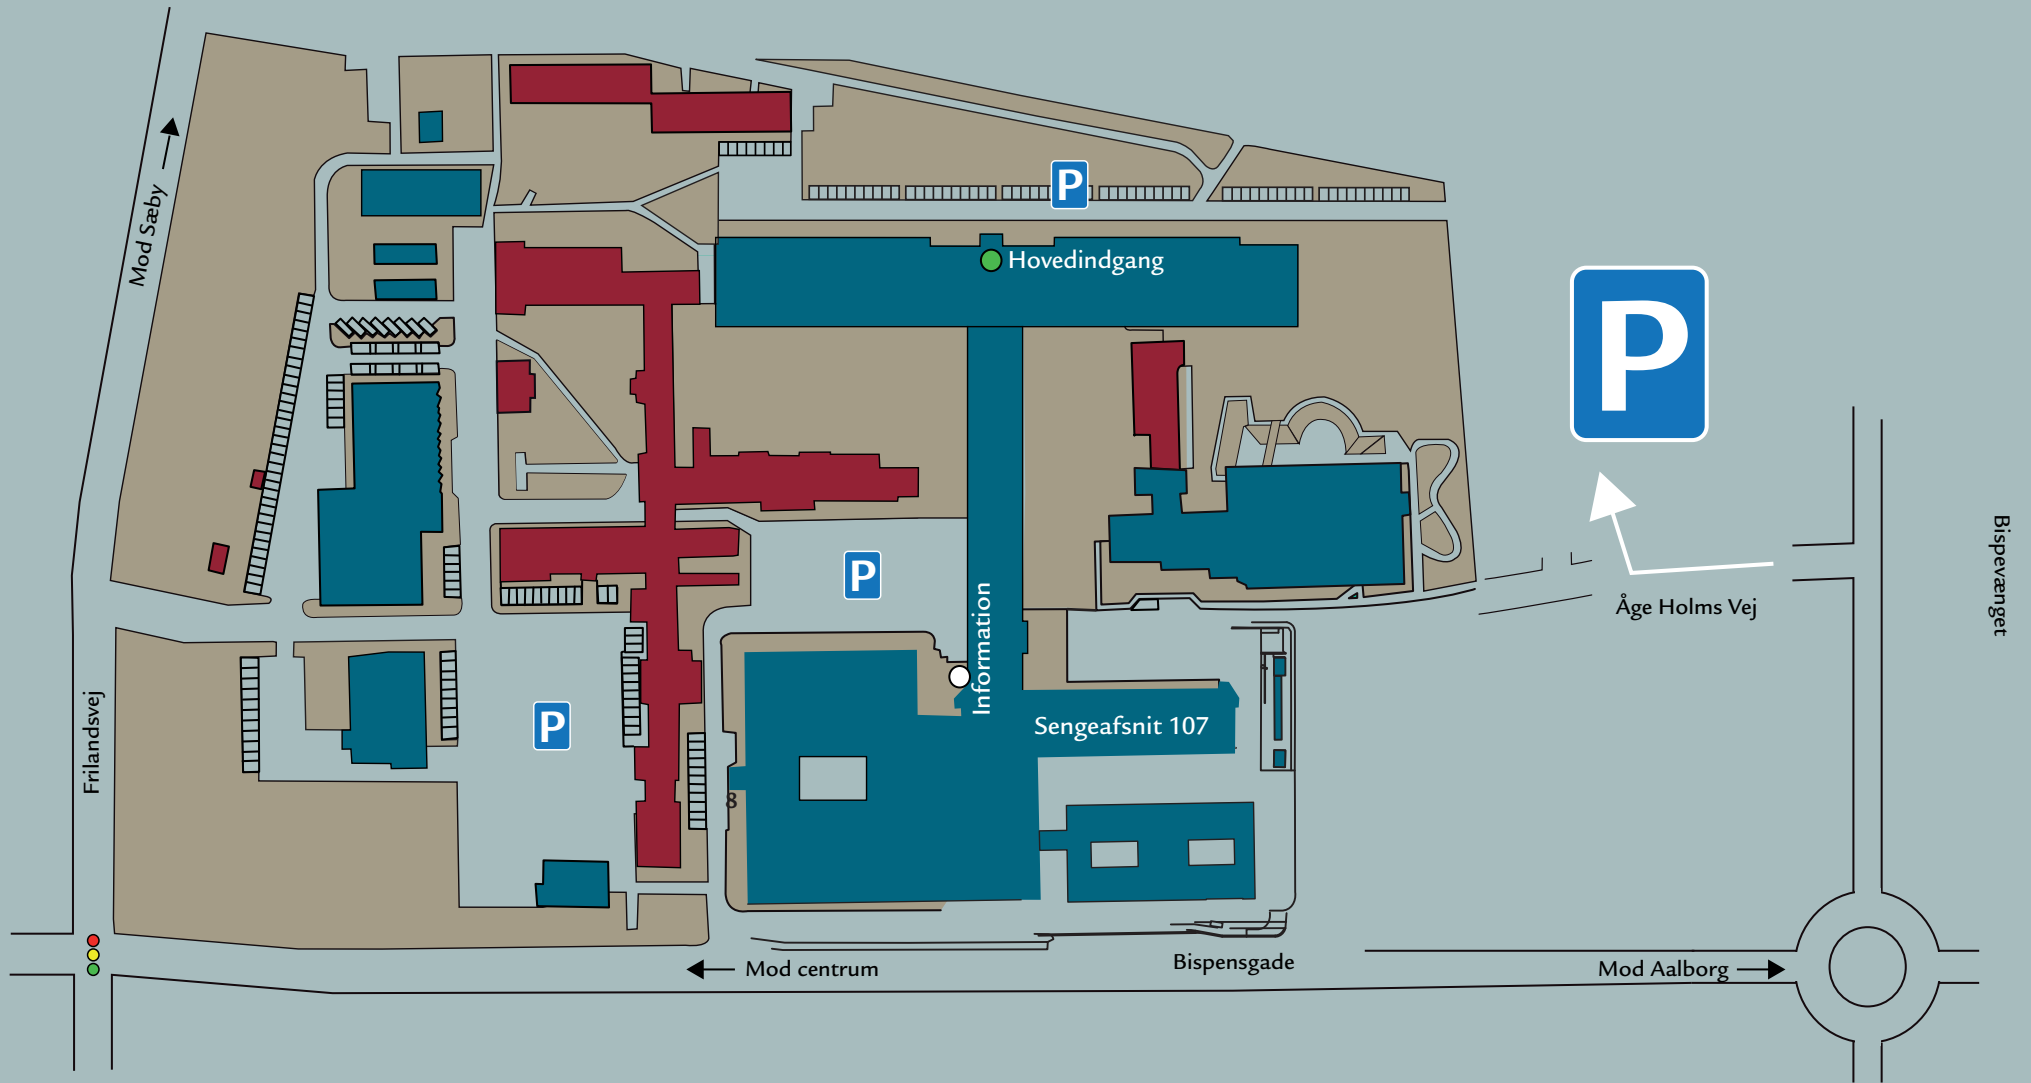 P
Hovedindgang
Mod Sæby
P
P
Information
Åge Holms Vej
Bispevænget
Sengeafsnit 107
P
Frilandsvej
8
Mod centrum
Bispensgade
Mod Aalborg